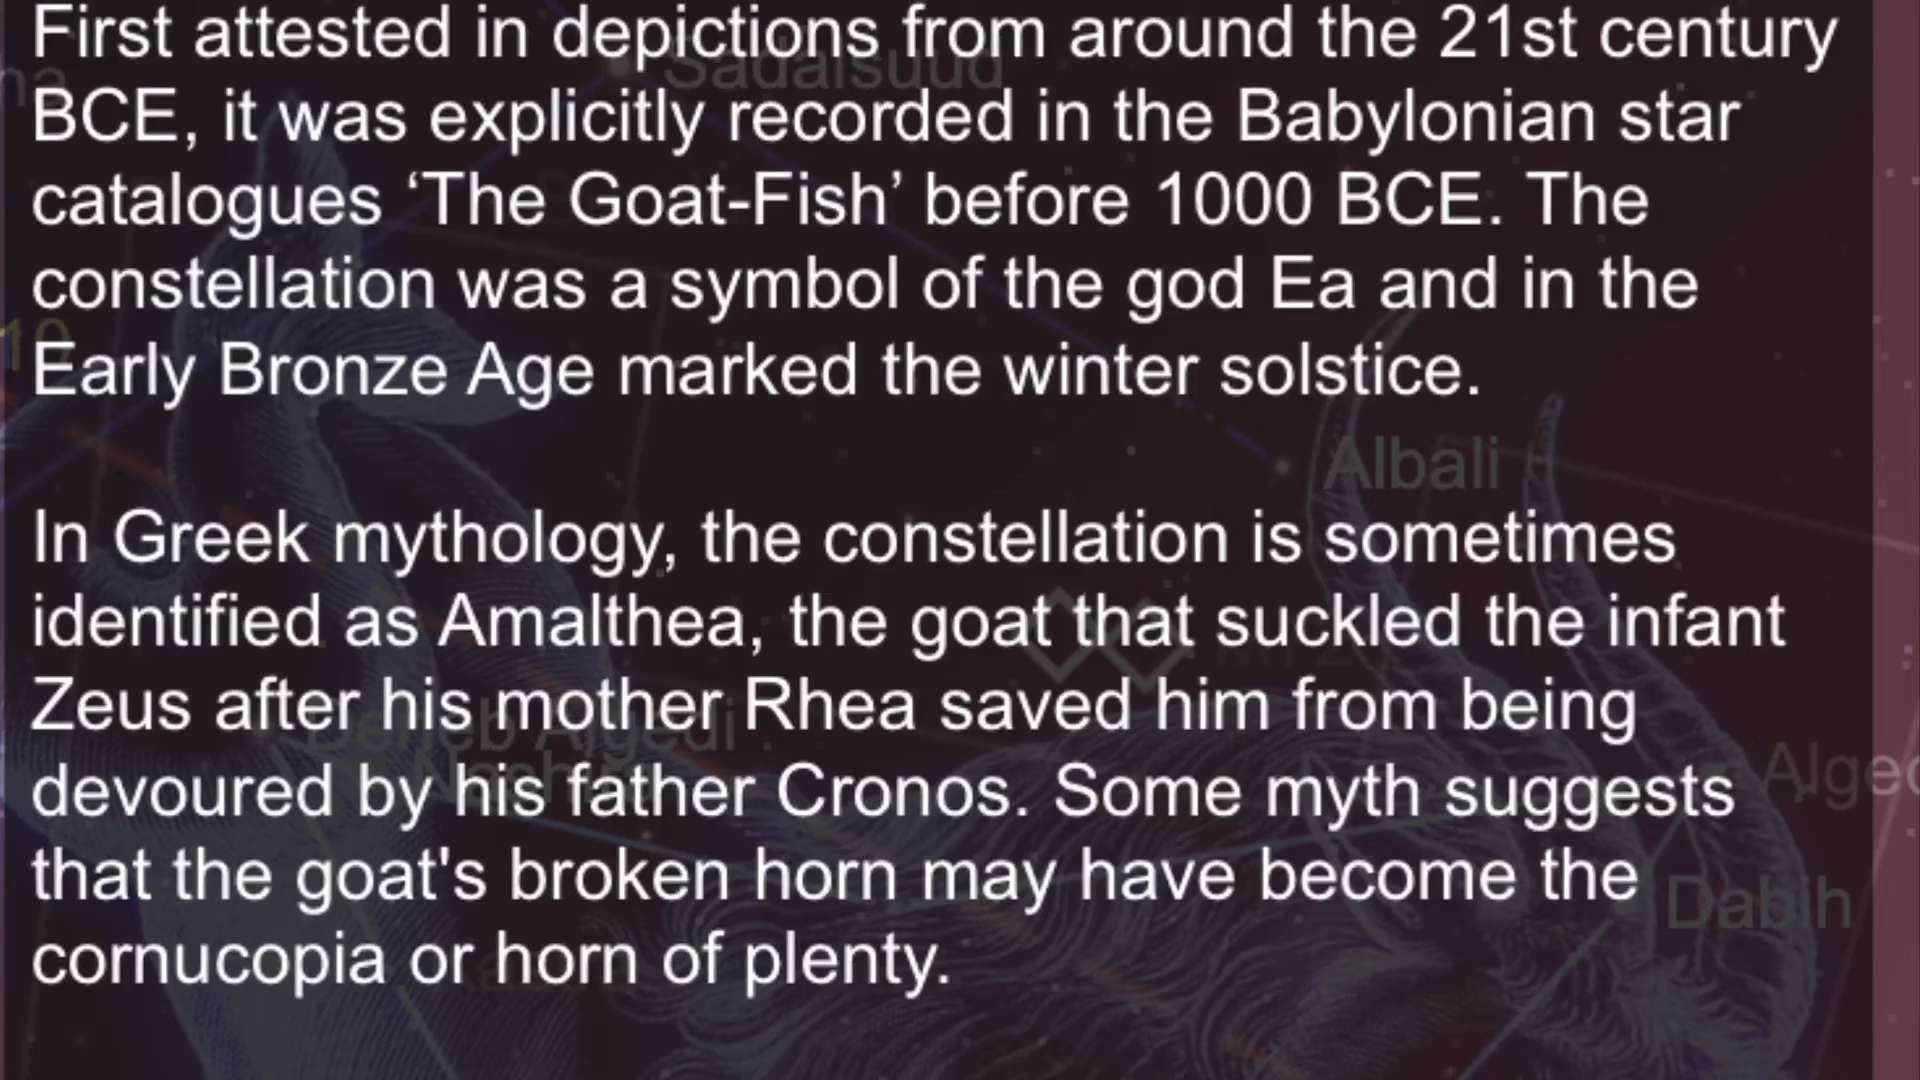 First attested in depictions from around the 21st century
BCE, it was explicitly recorded in the Babylonian star
catalogues ‘The Goat-Fish’ before 1000 BCE. The
constellation was a symbol of the god Ea and in the
Early Bronze Age marked the winter solstice.
In Greek mythology, the constellation is sometimes
identified as Amalthea, the goat that suckled the infant
Zeus after his mother Rhea saved him from being
devoured by his father Cronos. Some myth suggests
that the goat's broken horn may have become the
cornucopia or horn of plenty.
Sadalsuud
Albali
Deneb Algedi
Nashira
Dabih